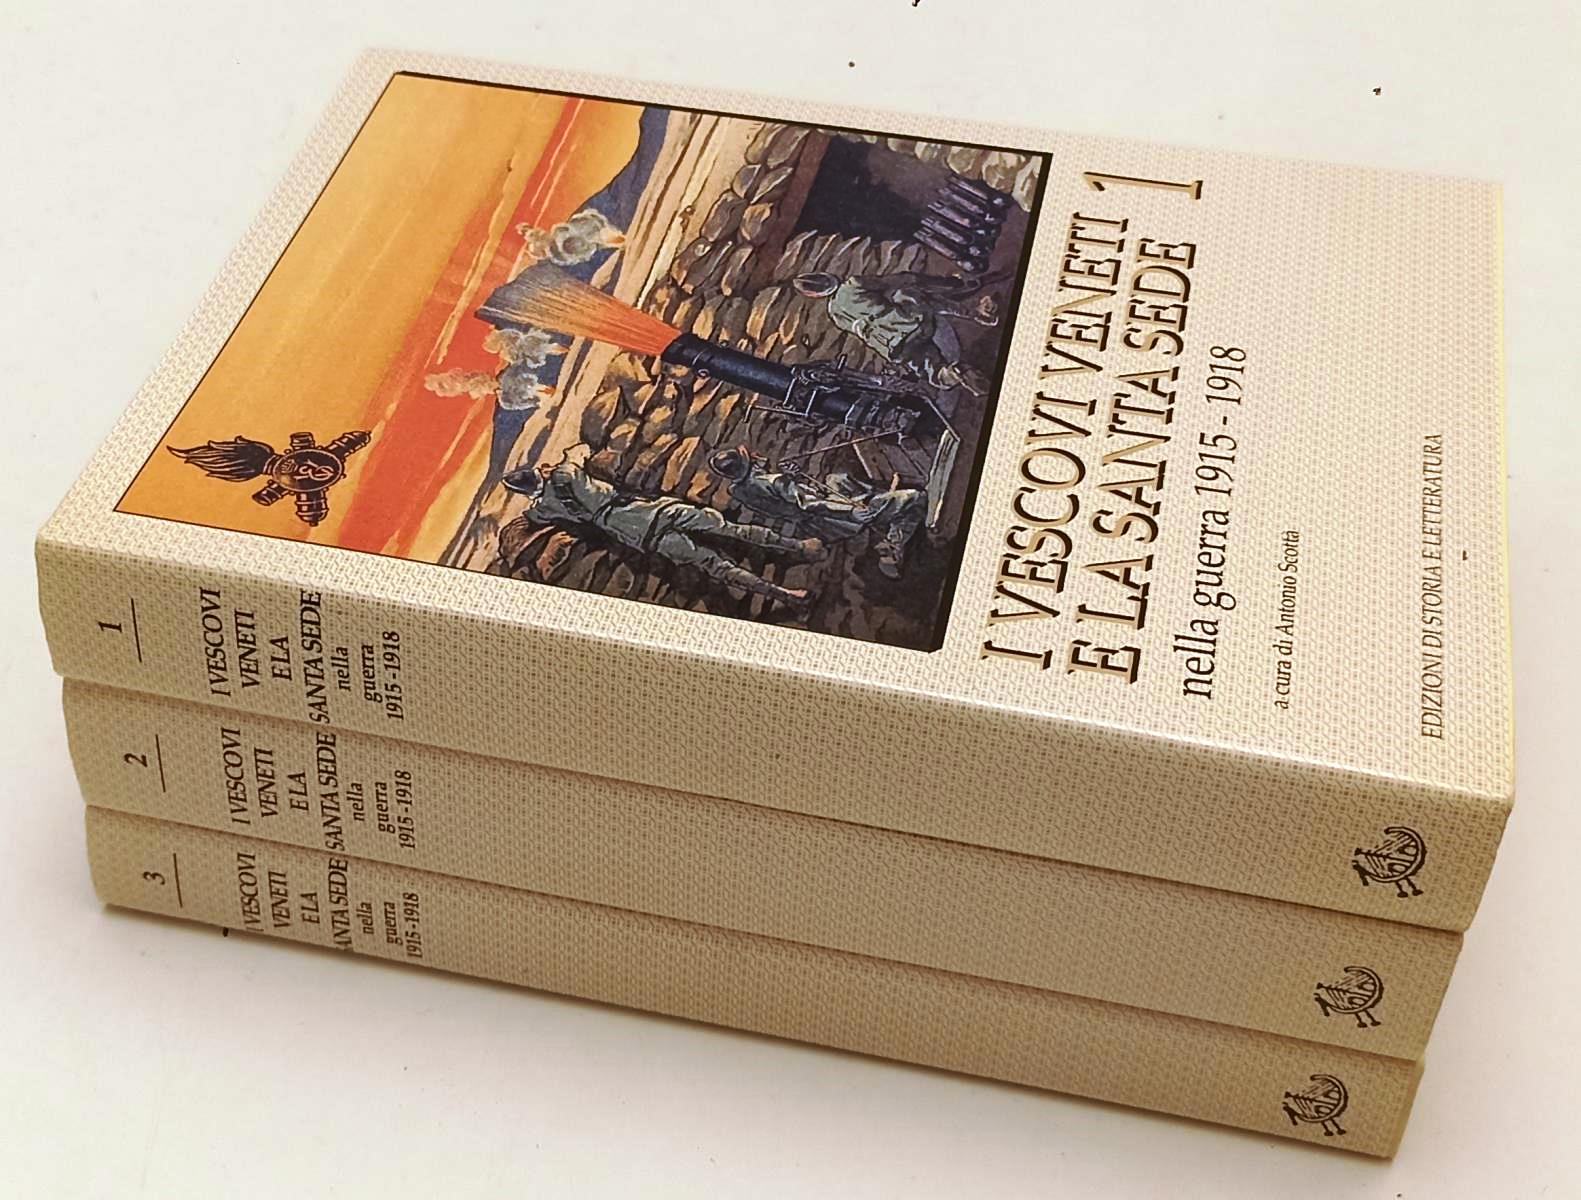 I VESCOVI VENETI
E LA SANTA SEDE
1
nella guerra 1915 - 1918
a cura di Antonio Scottà
EDIZIONI DI STORIA E LETTERATURA
1
I VESCOVI
VENETI
E LA
SANTA SEDE
nella
guerra
1915 - 1918
2
I VESCOVI
VENETI
E LA
SANTA SEDE
nella
guerra
1915 - 1918
3
I VESCOVI
VENETI
E LA
SANTA SEDE
nella
guerra
1915 - 1918